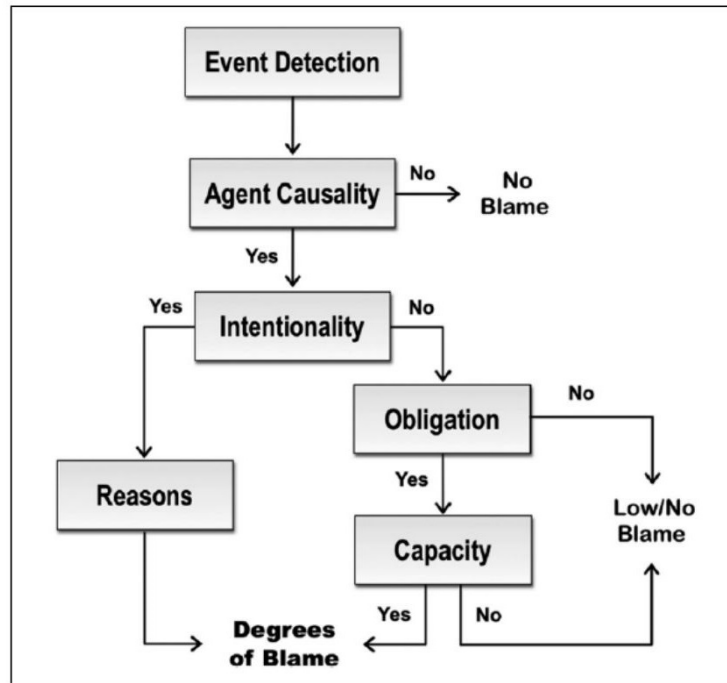 Event Detection
Agent Causality
No
No
Blame
Yes
Yes
Intentionality
No
Obligation
No
Reasons
Yes
Low/No
Blame
Capacity
Yes
No
Degrees
of Blame